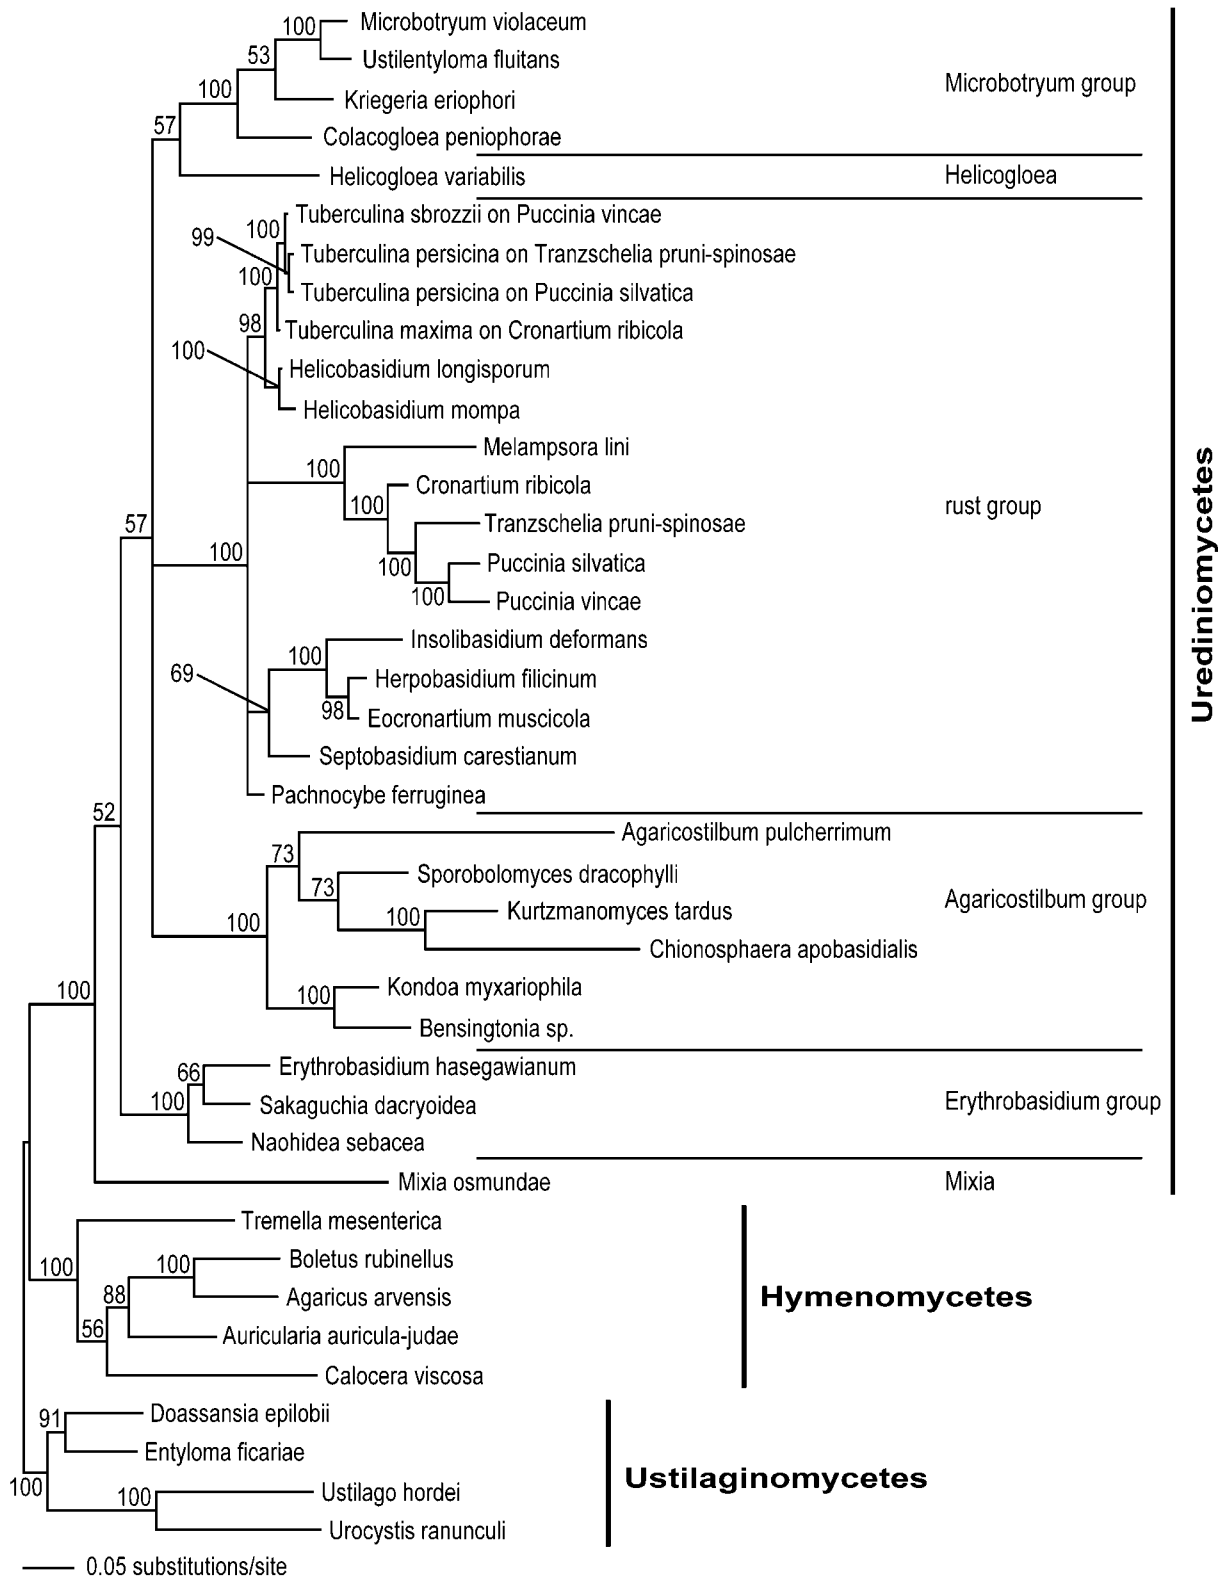 100 Microbotryum violaceum
53 Ustilentyloma fluitans
100 Kriegeria eriophori
Microbotryum group
57 Colacogloea peniophorae
Helicogloea variabilis
Helicogloea
Tuberculina sbrozzii on Puccinia vincae
100
99
Tuberculina persicina on Tranzschelia pruni-spinosae
100
Tuberculina persicina on Puccinia silvatica
98 Tuberculina maxima on Cronartium ribicola
100
Helicobasidium longisporum
Helicobasidium mompa
Melampsora lini
100
Cronartium ribicola
100
rust group
Tranzschelia pruni-spinosae
57
100
100
Puccinia silvatica
100 Puccinia vincae
Insolibasidium deformans
100
69
Herpobasidium filicinum
98 Eocronartium muscicola
Septobasidium carestianum
Pachnocybe ferruginea
Urediniomycetes
52
Agaricostilbum pulcherrimum
73
Sporobolomyces dracophylli
73
Agaricostilbum group
100 Kurtzmanomyces tardus
100
Chionosphaera apobasidialis
100
100 Kondoa myxariophila
Bensingtonia sp.
66 Erythrobasidium hasegawianum
100 Sakaguchia dacryoidea
Erythrobasidium group
Naohidea sebacea
Mixia osmundae
Mixia
Tremella mesenterica
100
100 Boletus rubinellus
88 Agaricus arvensis
Hymenomycetes
56 Auricularia auricula-judae
Calocera viscosa
91 Doassansia epilobii
Entyloma ficariae
Ustilaginomycetes
100
100 Ustilago hordei
Urocystis ranunculi
0.05 substitutions/site